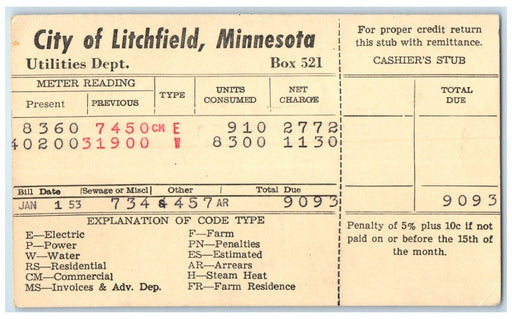 City of Litchfield, Minnesota
Utilities Dept. Box 521
METER READING
Present PREVIOUS TYPE UNITS CONSUMED NET CHARGE
8360 7450 CM E 910 2772
40200 31900 W 8300 1130
Bill Date Sewage or Miscl Other Total Due
JAN 1 53 734 & 4457 AR 9093
EXPLANATION OF CODE TYPE
E—Electric F—Farm
P—Power PN—Penalties
W—Water ES—Estimated
RS—Residential AR—Arrears
CM—Commercial H—Steam Heat
MS—Invoices & Adv. Dep. FR—Farm Residence
For proper credit return
this stub with remittance.
CASHIER'S STUB
TOTAL
DUE
9093
Penalty of 5% plus 10c if not
paid on or before the 15th of
the month.